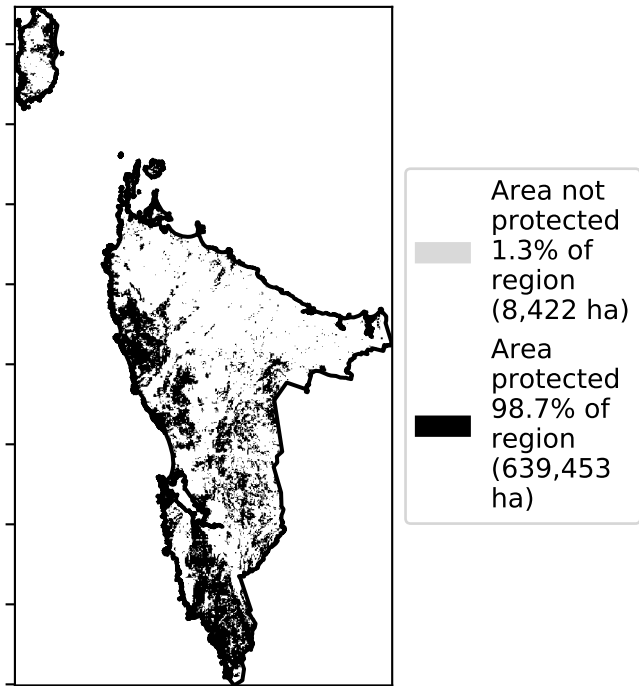 Area not
protected
1.3% of
region
(8,422 ha)
Area
protected
98.7% of
region
(639,453
ha)